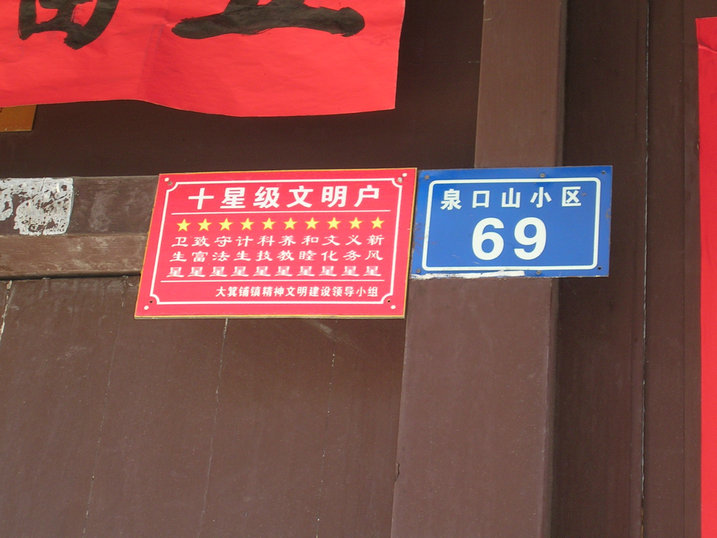 十星级文明户
卫致守计科养和文义新
生富法生技教睦化务风
星星星星星星星星星星
大箕铺镇精神文明建设领导小组
泉口山小区
69